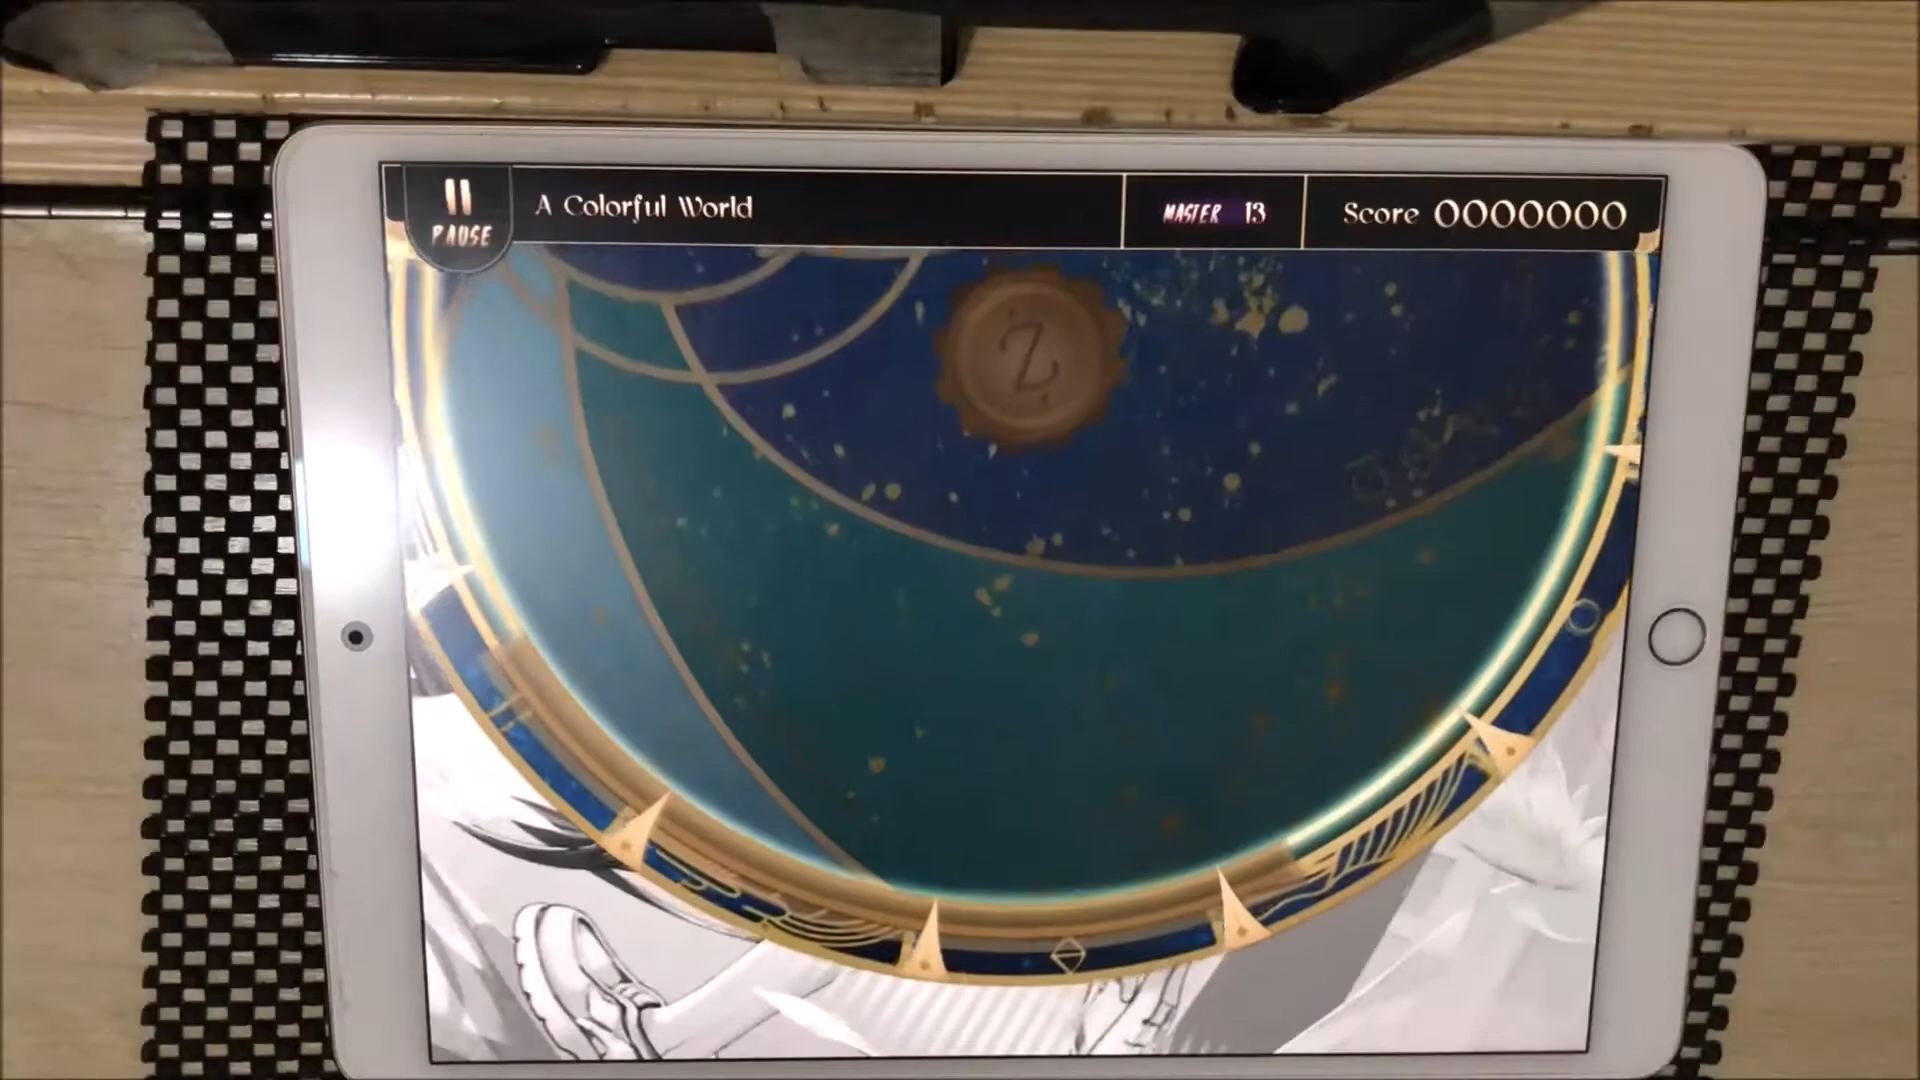 PAUSE
A Colorful World
MASTER 13
Score 0000000
Z